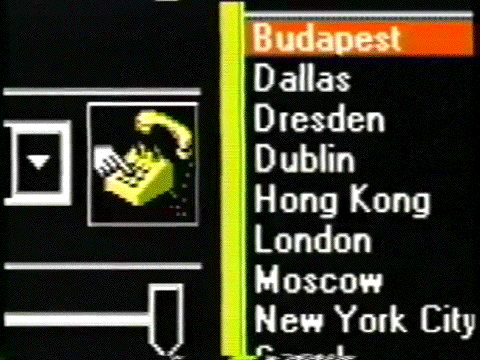 Budapest
Dallas
Dresden
Dublin
Hong Kong
London
Moscow
New York City